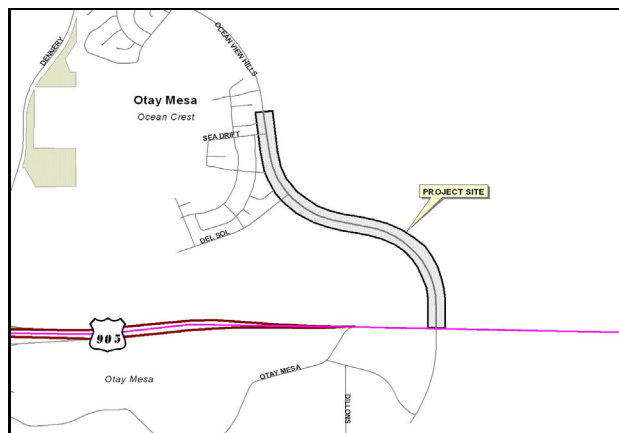 DENNERY
OCEAN VIEW HILLS
Otay Mesa
Ocean Crest
SEA DRIFT
PROJECT SITE
DEL SOL
905
Otay Mesa
OTAY MESA
DILLONS